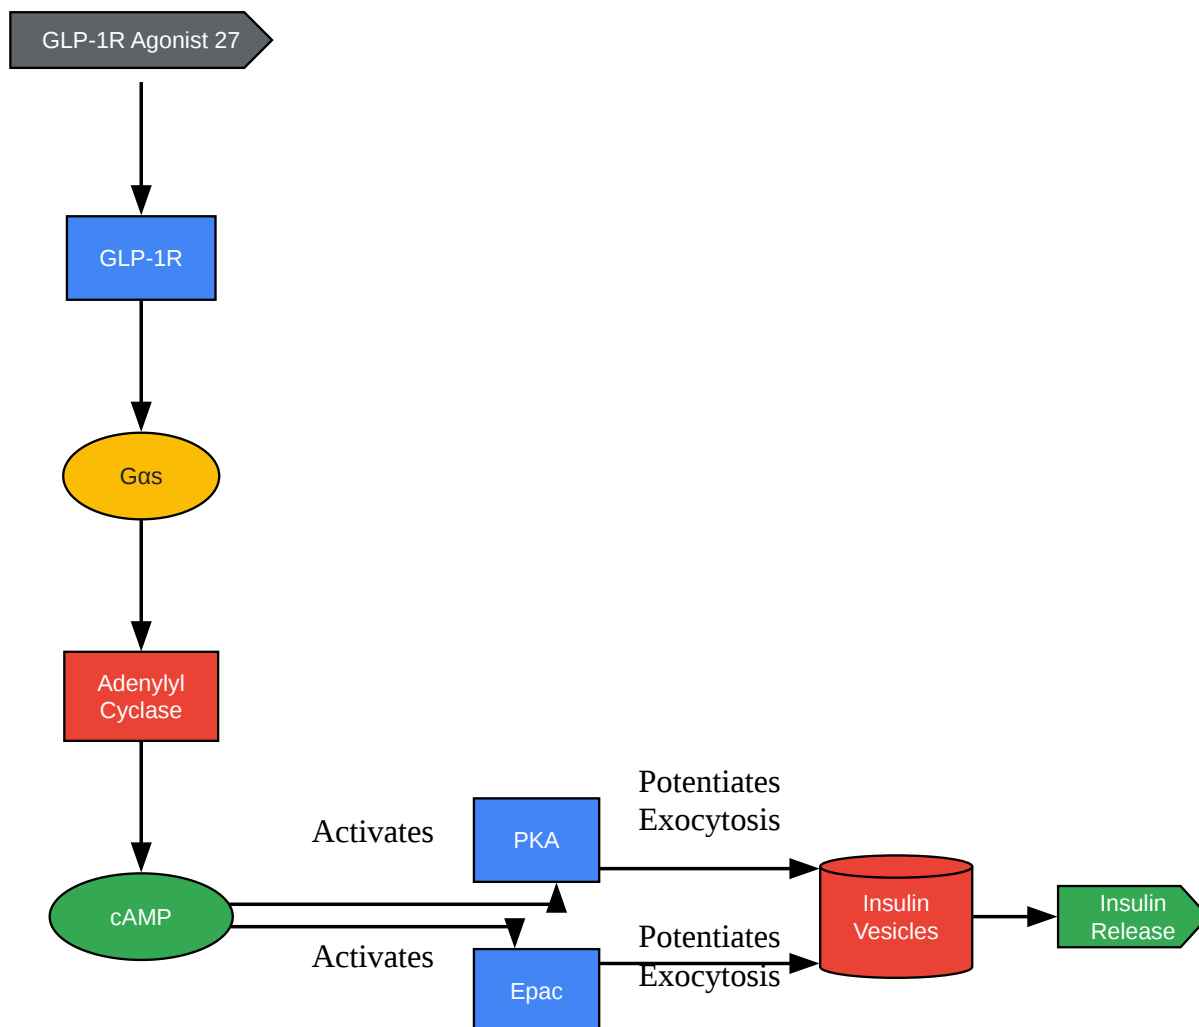 GLP-1R Agonist 27
GLP-1R
Gαs
Adenylyl
Cyclase
cAMP
Activates
Activates
PKA
Epac
Potentiates
Exocytosis
Potentiates
Exocytosis
Insulin
Vesicles
Insulin
Release